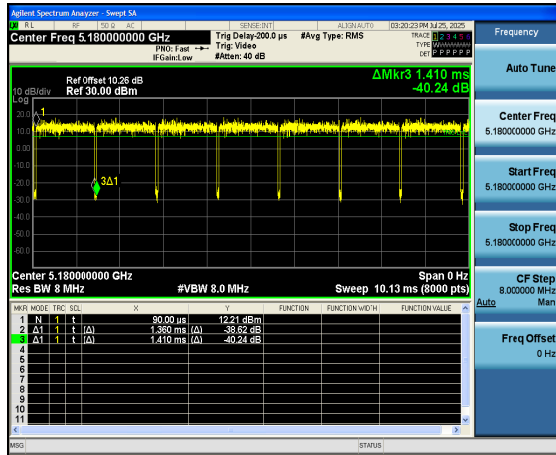 Agilent Spectrum Analyzer - Swept SA
RL RF 50 Ω AC SENSE:INT ALIGN AUTO 03:20:23 PM Jul 25, 2025
Center Freq 5.180000000 GHz
PNO: Fast
IFGain:Low
Trig Delay-200.0 µs
Trig: Video
#Atten: 40 dB
#Avg Type: RMS
TRACE 1 2 3 4 5 6
TYPE
DET P P P P P P
Ref Offset 10.26 dB
10 dB/div
Ref 30.00 dBm
Log
ΔMkr3 1.410 ms
-40.24 dB
20.0
10.0
0.00
-10.0
-20.0
-30.0
-40.0
-50.0
-60.0
1
3Δ1
Center 5.180000000 GHz
Span 0 Hz
Res BW 8 MHz
#VBW 8.0 MHz
Sweep 10.13 ms (8000 pts)
MKR MODE TRC SCL X Y FUNCTION FUNCTION WIDTH FUNCTION VALUE
1 N 1 t 90.00 µs 12.21 dBm
2 Δ1 1 t (Δ) 1.360 ms (Δ) -38.62 dB
3 Δ1 1 t (Δ) 1.410 ms (Δ) -40.24 dB
4
5
6
7
8
9
10
11
MSG
STATUS
Frequency
Auto Tune
Center Freq
5.180000000 GHz
Start Freq
5.180000000 GHz
Stop Freq
5.180000000 GHz
CF Step
8.000000 MHz
Auto Man
Freq Offset
0 Hz